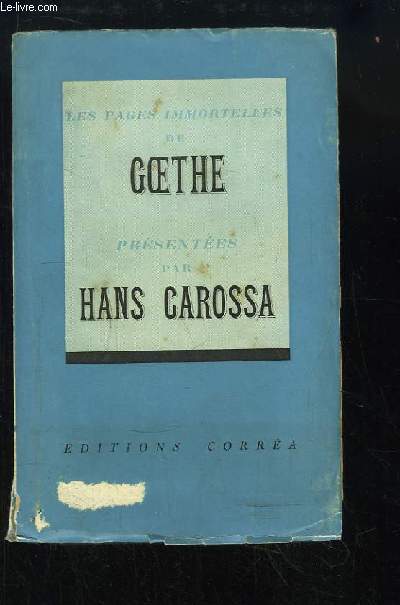 Le-livre.com
LES PAGES IMMORTELLES
DE
GŒTHE
PRÉSENTÉES
PAR
HANS CAROSSA
EDITIONS CORRÊA